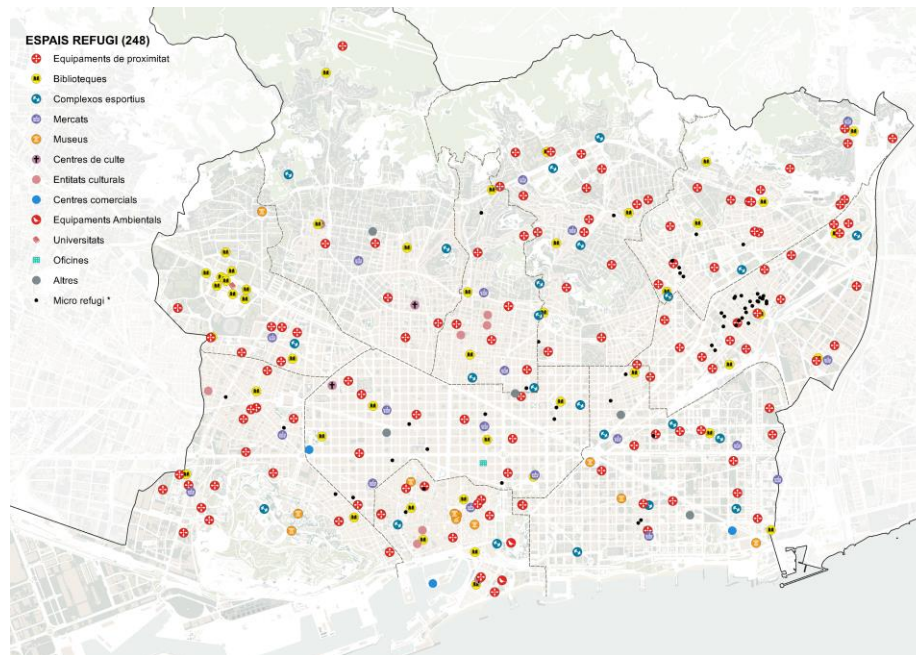 ESPAIS REFUGI (248)
Equipaments de proximitat
Biblioteques
Complexos esportius
Mercats
Museus
Centres de culte
Entitats culturals
Centres comercials
Equipaments Ambientals
Universitats
Oficines
Altres
Micro refugi *